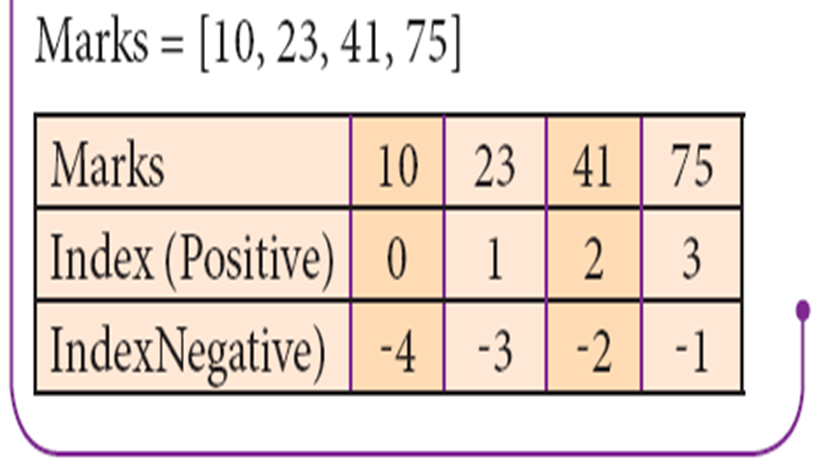 Marks = [10, 23, 41, 75]
Marks 10 23 41 75
Index (Positive) 0 1 2 3
IndexNegative) -4 -3 -2 -1